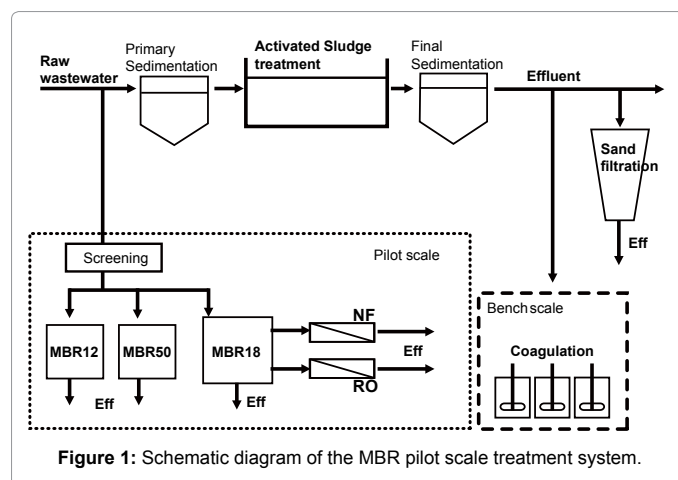 Raw
wastewater
Primary
Sedimentation
Activated Sludge
treatment
Final
Sedimentation
Effluent
Sand
filtration
Eff
Pilot scale
Screening
MBR12
MBR50
MBR18
NF
Eff
RO
Eff
Eff
Bench scale
Coagulation
Figure 1: Schematic diagram of the MBR pilot scale treatment system.